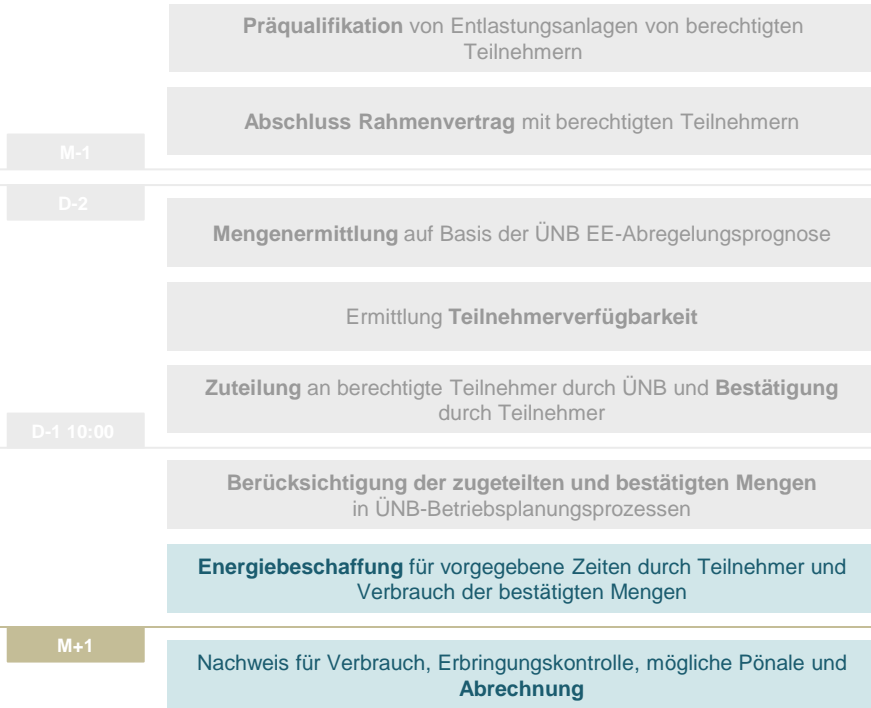 Präqualifikation von Entlastungsanlagen von berechtigten
Teilnehmern
Abschluss Rahmenvertrag mit berechtigten Teilnehmern
M-1
D-2
Mengenermittlung auf Basis der ÜNB EE-Abregelungsprognose
Ermittlung Teilnehmerverfügbarkeit
Zuteilung an berechtigte Teilnehmer durch ÜNB und Bestätigung
durch Teilnehmer
D-1 10:00
Berücksichtigung der zugeteilten und bestätigten Mengen
in ÜNB-Betriebsplanungsprozessen
Energiebeschaffung für vorgegebene Zeiten durch Teilnehmer und
Verbrauch der bestätigten Mengen
M+1
Nachweis für Verbrauch, Erbringungskontrolle, mögliche Pönale und
Abrechnung